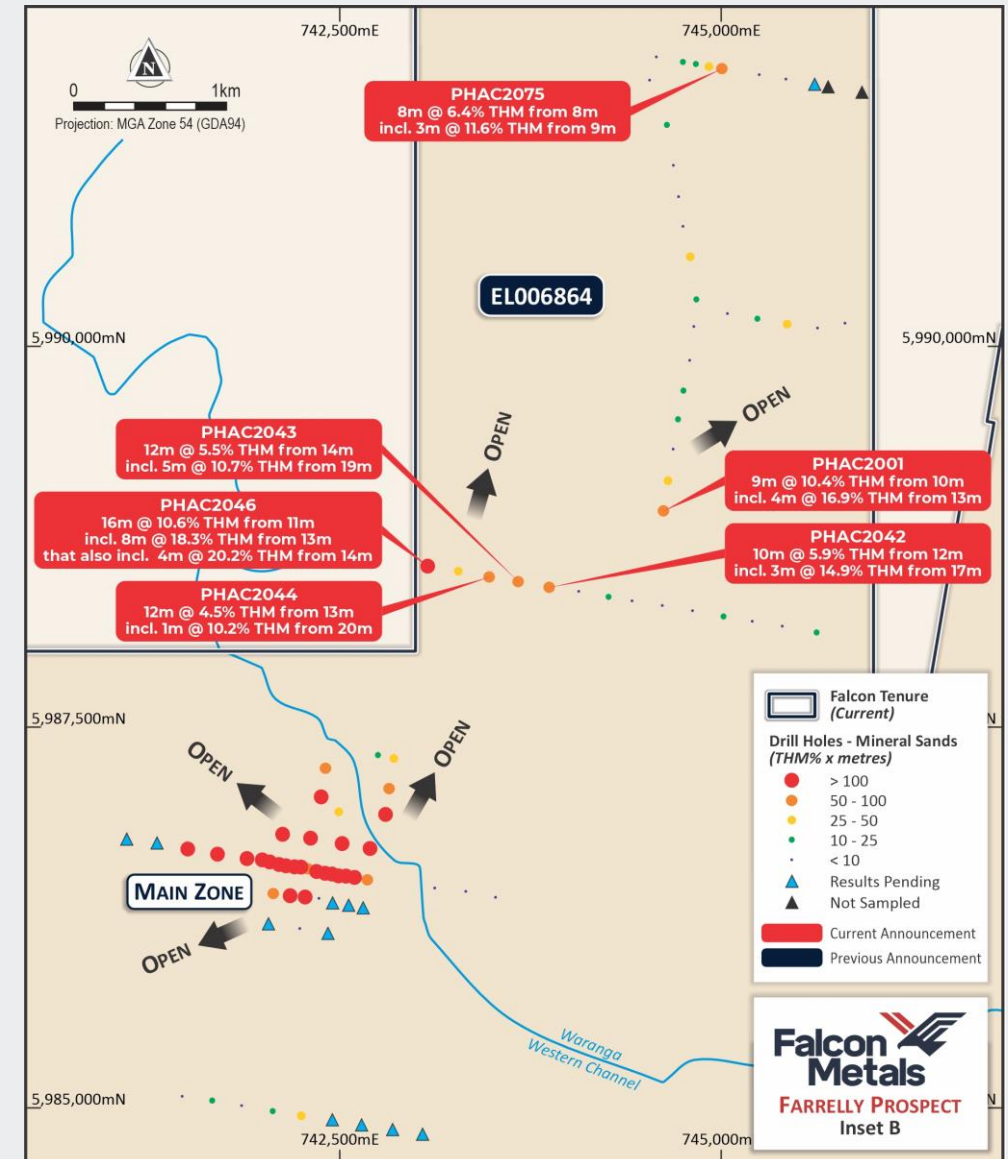 742,500mE
745,000mE
N
0 1km
Projection: MGA Zone 54 (GDA94)
PHAC2075
8m @ 6.4% THM from 8m
incl. 3m @ 11.6% THM from 9m
EL006864
5,990,000mN
5,990,000mN
OPEN
OPEN
PHAC2043
12m @ 5.5% THM from 14m
incl. 5m @ 10.7% THM from 19m
PHAC2001
9m @ 10.4% THM from 10m
incl. 4m @ 16.9% THM from 13m
PHAC2046
16m @ 10.6% THM from 11m
incl. 8m @ 18.3% THM from 13m
that also incl. 4m @ 20.2% THM from 14m
PHAC2042
10m @ 5.9% THM from 12m
incl. 3m @ 14.9% THM from 17m
PHAC2044
12m @ 4.5% THM from 13m
incl. 1m @ 10.2% THM from 20m
5,987,500mN
N
OPEN
OPEN
MAIN ZONE
OPEN
Waranga
Western Channel
Falcon Tenure
(Current)
Drill Holes - Mineral Sands
(THM% x metres)
> 100
50 - 100
25 - 50
10 - 25
< 10
Results Pending
Not Sampled
Current Announcement
Previous Announcement
Falcon
Metals
FARRELLY PROSPECT
Inset B
5,985,000mN
N
742,500mE
745,000m